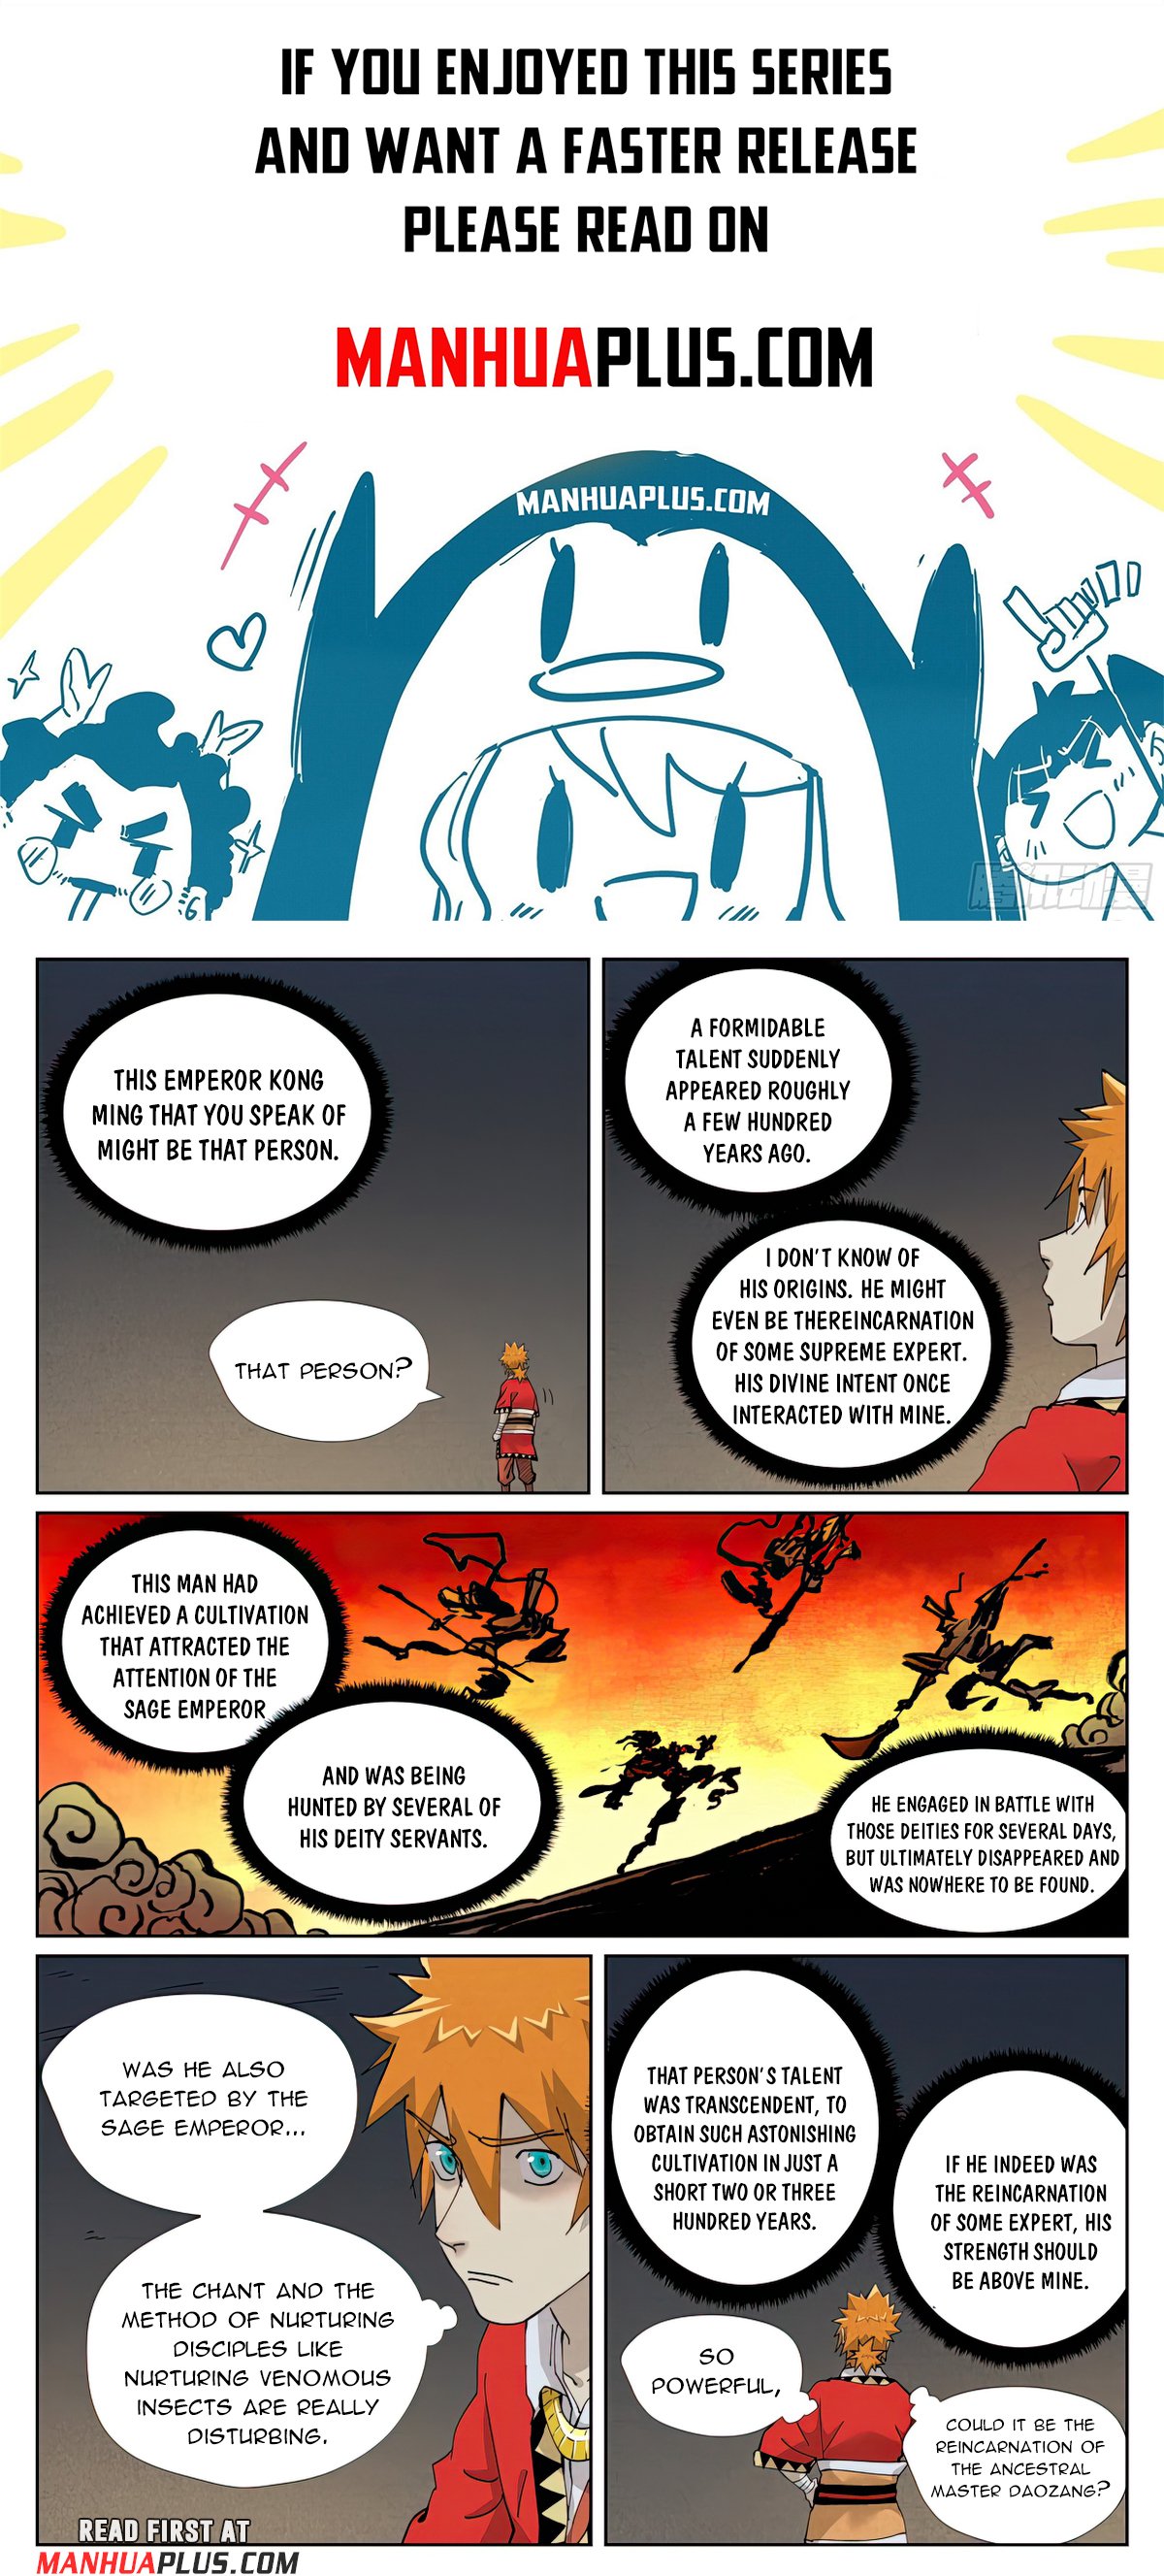 IF YOU ENJOYED THIS SERIES
AND WANT A FASTER RELEASE
PLEASE READ ON
MANHUAPLUS.COM
MANHUAPLUS.COM
腾讯动漫
THIS EMPEROR KONG
MING THAT YOU SPEAK OF
MIGHT BE THAT PERSON.
THAT PERSON?
A FORMIDABLE
TALENT SUDDENLY
APPEARED ROUGHLY
A FEW HUNDRED
YEARS AGO.
I DON'T KNOW OF
HIS ORIGINS. HE MIGHT
EVEN BE THEREINCARNATION
OF SOME SUPREME EXPERT.
HIS DIVINE INTENT ONCE
INTERACTED WITH MINE.
THIS MAN HAD
ACHIEVED A CULTIVATION
THAT ATTRACTED THE
ATTENTION OF THE
SAGE EMPEROR
AND WAS BEING
HUNTED BY SEVERAL OF
HIS DEITY SERVANTS.
HE ENGAGED IN BATTLE WITH
THOSE DEITIES FOR SEVERAL DAYS,
BUT ULTIMATELY DISAPPEARED AND
WAS NOWHERE TO BE FOUND.
WAS HE ALSO
TARGETED BY THE
SAGE EMPEROR...
THE CHANT AND THE
METHOD OF NURTURING
DISCIPLES LIKE
NURTURING VENOMOUS
INSECTS ARE REALLY
DISTURBING.
THAT PERSON'S TALENT
WAS TRANSCENDENT, TO
OBTAIN SUCH ASTONISHING
CULTIVATION IN JUST A
SHORT TWO OR THREE
HUNDRED YEARS.
IF HE INDEED WAS
THE REINCARNATION
OF SOME EXPERT, HIS
STRENGTH SHOULD
BE ABOVE MINE.
SO
POWERFUL,
COULD IT BE THE
REINCARNATION OF
THE ANCESTRAL
MASTER DAOZANG?
READ FIRST AT
MANHUAPLUS.COM